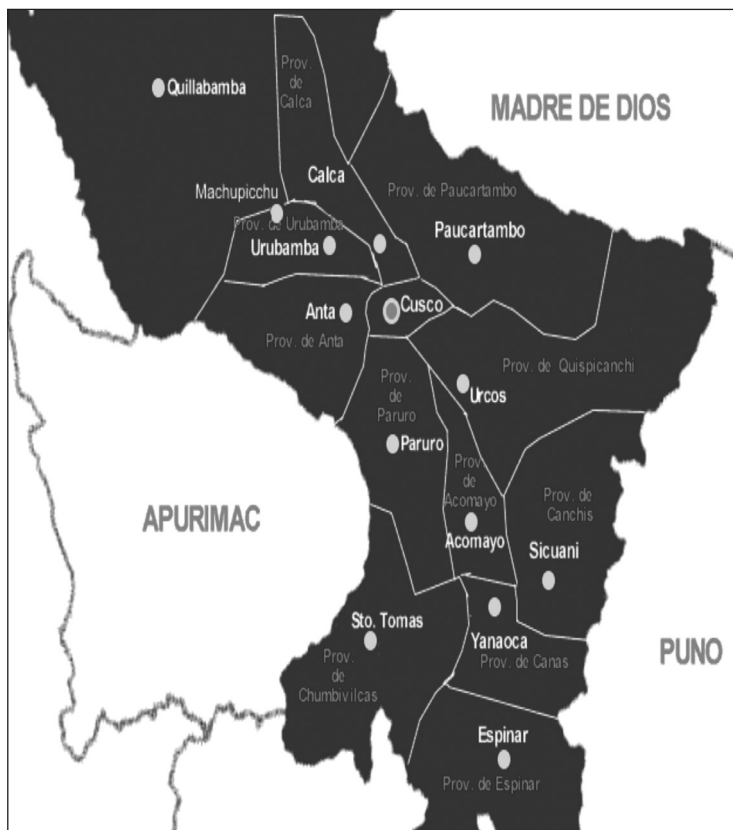 Prov.
de
Calca
Quillabamba
MADRE DE DIOS
Calca
Prov. de Paucartambo
Machupicchu
Prov. de Urubamba
Urubamba
Paucartambo
Anta
Cusco
Prov. de Anta
Prov. de Quispicanchi
Prov.
de
Paruro
Urcos
Paruro
Prov.
de
Acomayo
Prov. de
Canchis
APURIMAC
Acomayo
Sicuani
Sto. Tomas
Yanaoca
Prov. de Canas
PUNO
Prov.
de
Chumbivilcas
Espinar
Prov. de Espinar